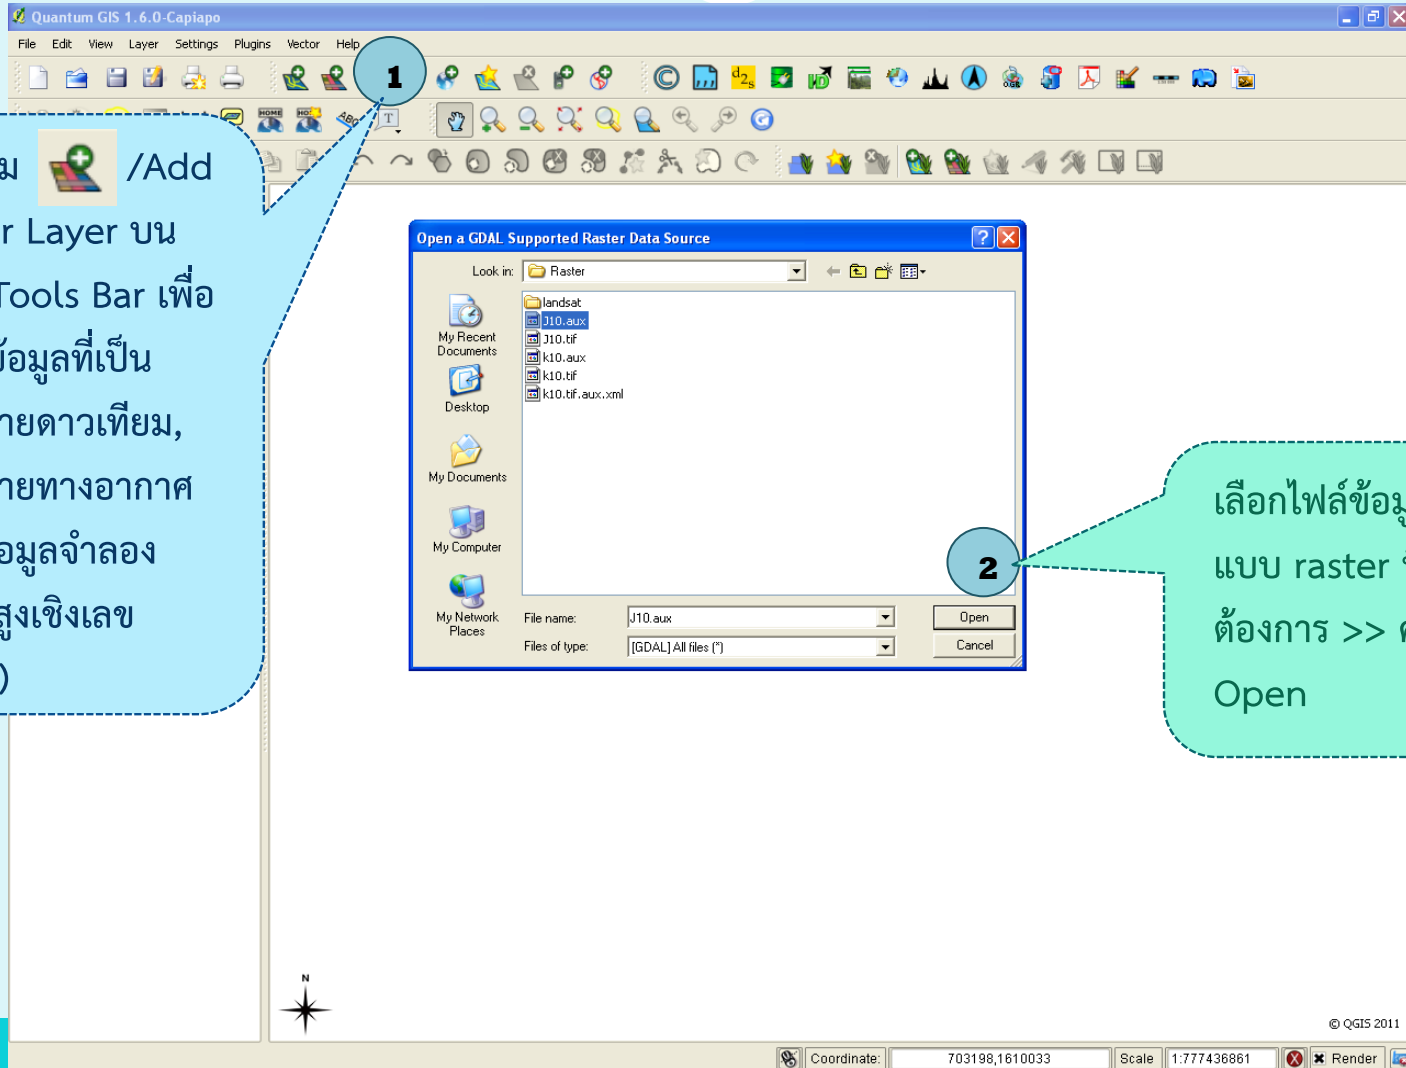 Quantum GIS 1.6.0-Capiapo
File Edit View Layer Settings Plugins Vector Help
1
/Add
r Layer บน
Tools Bar เพื่อ
ข้อมูลที่เป็น
ายดาวเทียม,
ายทางอากาศ
อมูลจำลอง
สูงเชิงเลข
)
Open a GDAL Supported Raster Data Source
Look in: Raster
landsat
J10.aux
J10.tif
k10.aux
k10.tif
k10.tif.aux.xml
My Recent
Documents
Desktop
My Documents
My Computer
My Network
Places
File name: J10.aux Open
Files of type: [GDAL] All files (*) Cancel
2
เลือกไฟล์ข้อมู
แบบ raster
ต้องการ >>
Open
N
© QGIS 2011
Coordinate: 703198,1610033 Scale 1:777436861 Render